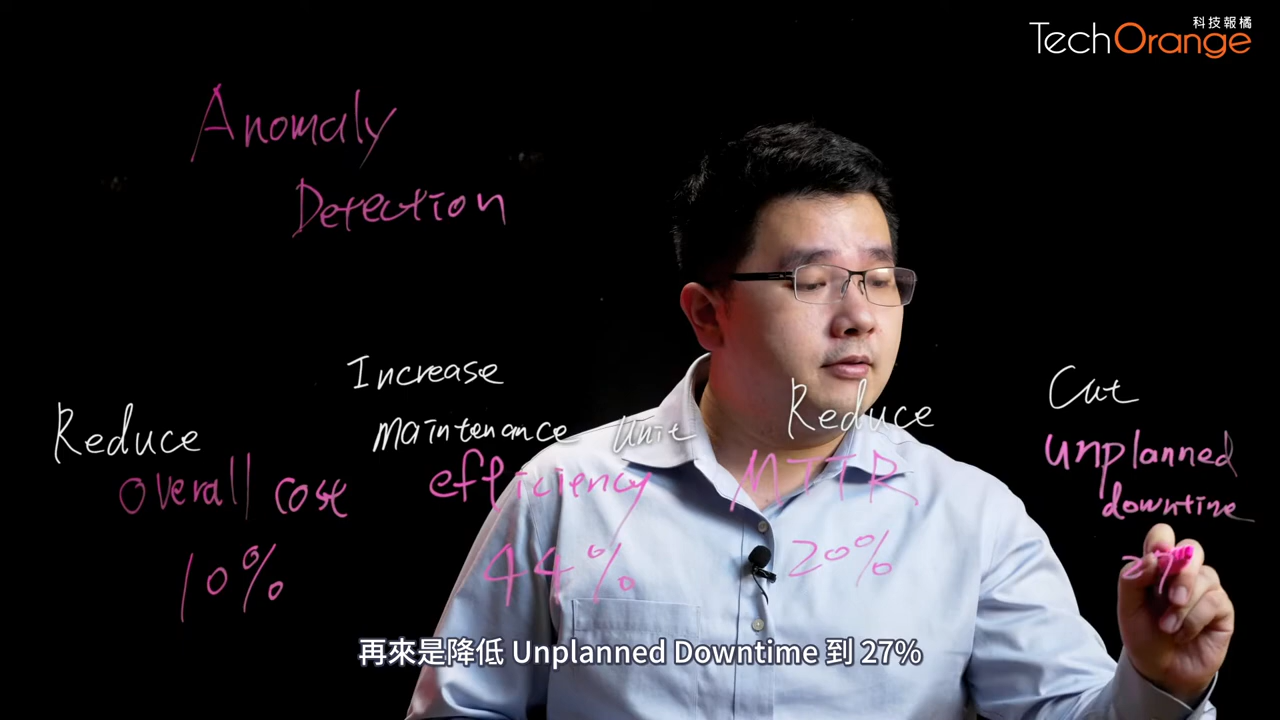 科技報橘
TechOrange
Anomaly
Detection
Reduce
overall cost
10%
Increase
maintenance Unit
efficiency
44%
Reduce
MTTR
20%
Cut
unplanned
downtime
27
再來是降低 Unplanned Downtime 到 27%